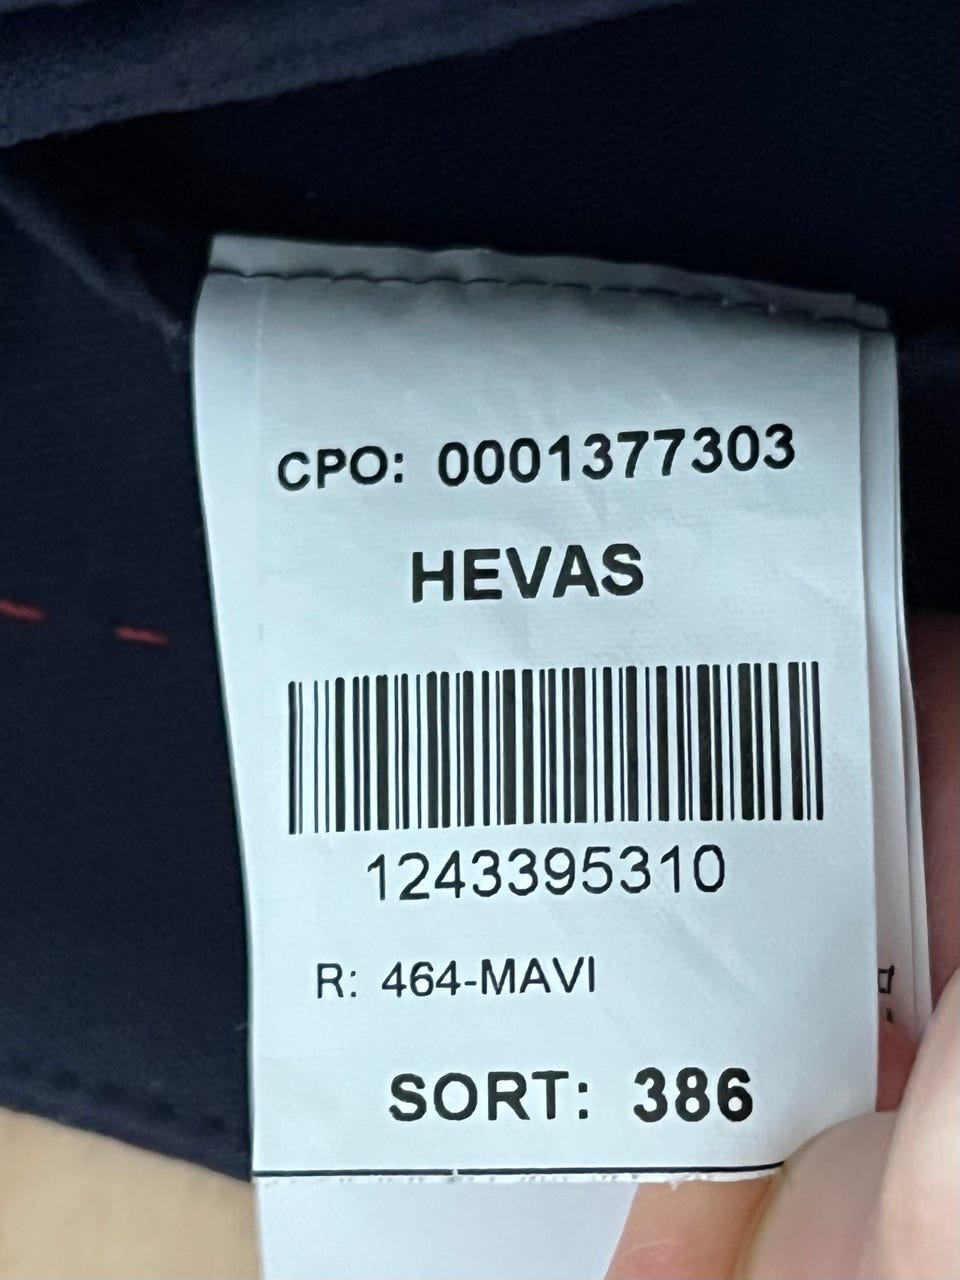 CPO: 0001377303
HEVAS
1243395310
R: 464-MAVI
SORT: 386